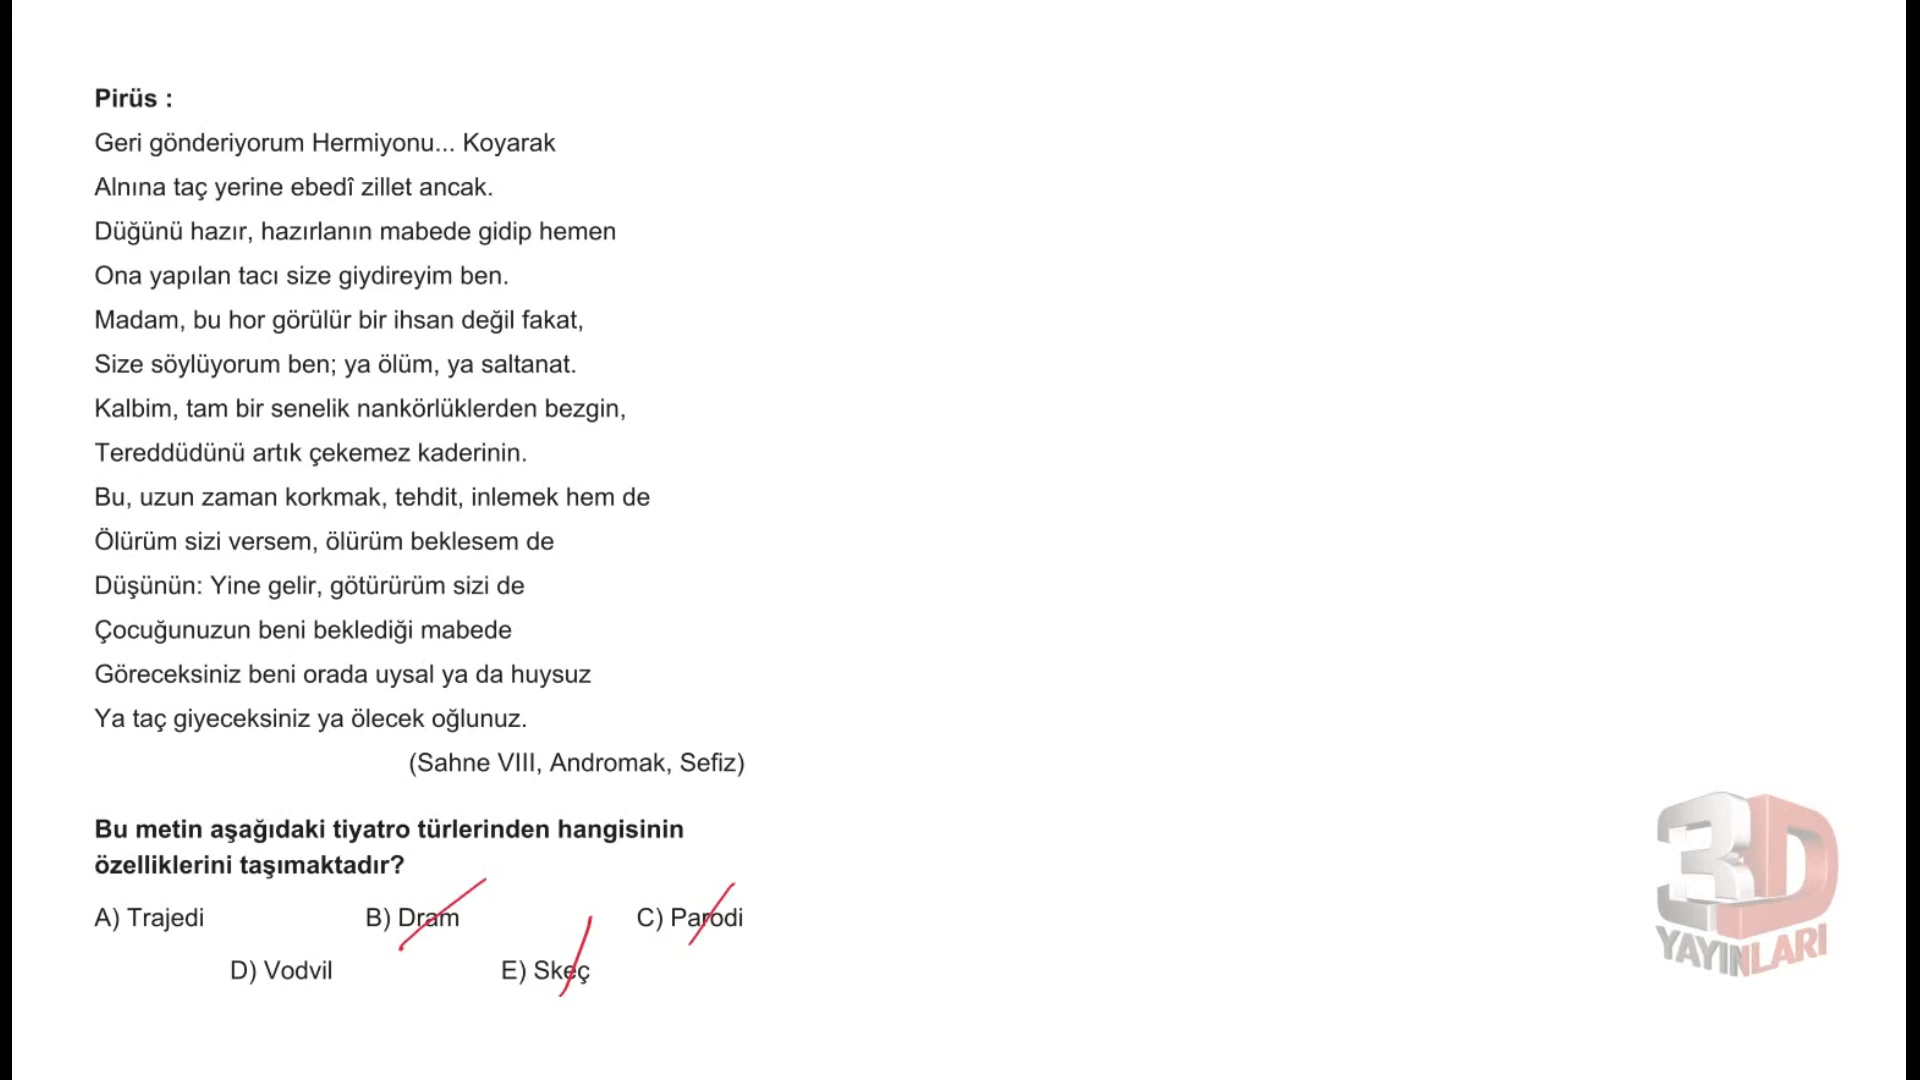 Pirüs :
Geri gönderiyorum Hermiyonu... Koyarak
Alnına taç yerine ebedî zillet ancak.
Düğünü hazır, hazırlanın mabede gidip hemen
Ona yapılan tacı size giydireyim ben.
Madam, bu hor görülür bir ihsan değil fakat,
Size söylüyorum ben; ya ölüm, ya saltanat.
Kalbim, tam bir senelik nankörlüklerden bezgin,
Tereddüdünü artık çekemez kaderinin.
Bu, uzun zaman korkmak, tehdit, inlemek hem de
Ölürüm sizi versem, ölürüm beklesem de
Düşünün: Yine gelir, götürürüm sizi de
Çocuğunuzun beni beklediği mabede
Göreceksiniz beni orada uysal ya da huysuz
Ya taç giyeceksiniz ya ölecek oğlunuz.
(Sahne VIII, Andromak, Sefiz)
Bu metin aşağıdaki tiyatro türlerinden hangisinin
özelliklerini taşımaktadır?
A) Trajedi B) Dram C) Parodi
D) Vodvil E) Skeç
3D
YAYINLARI